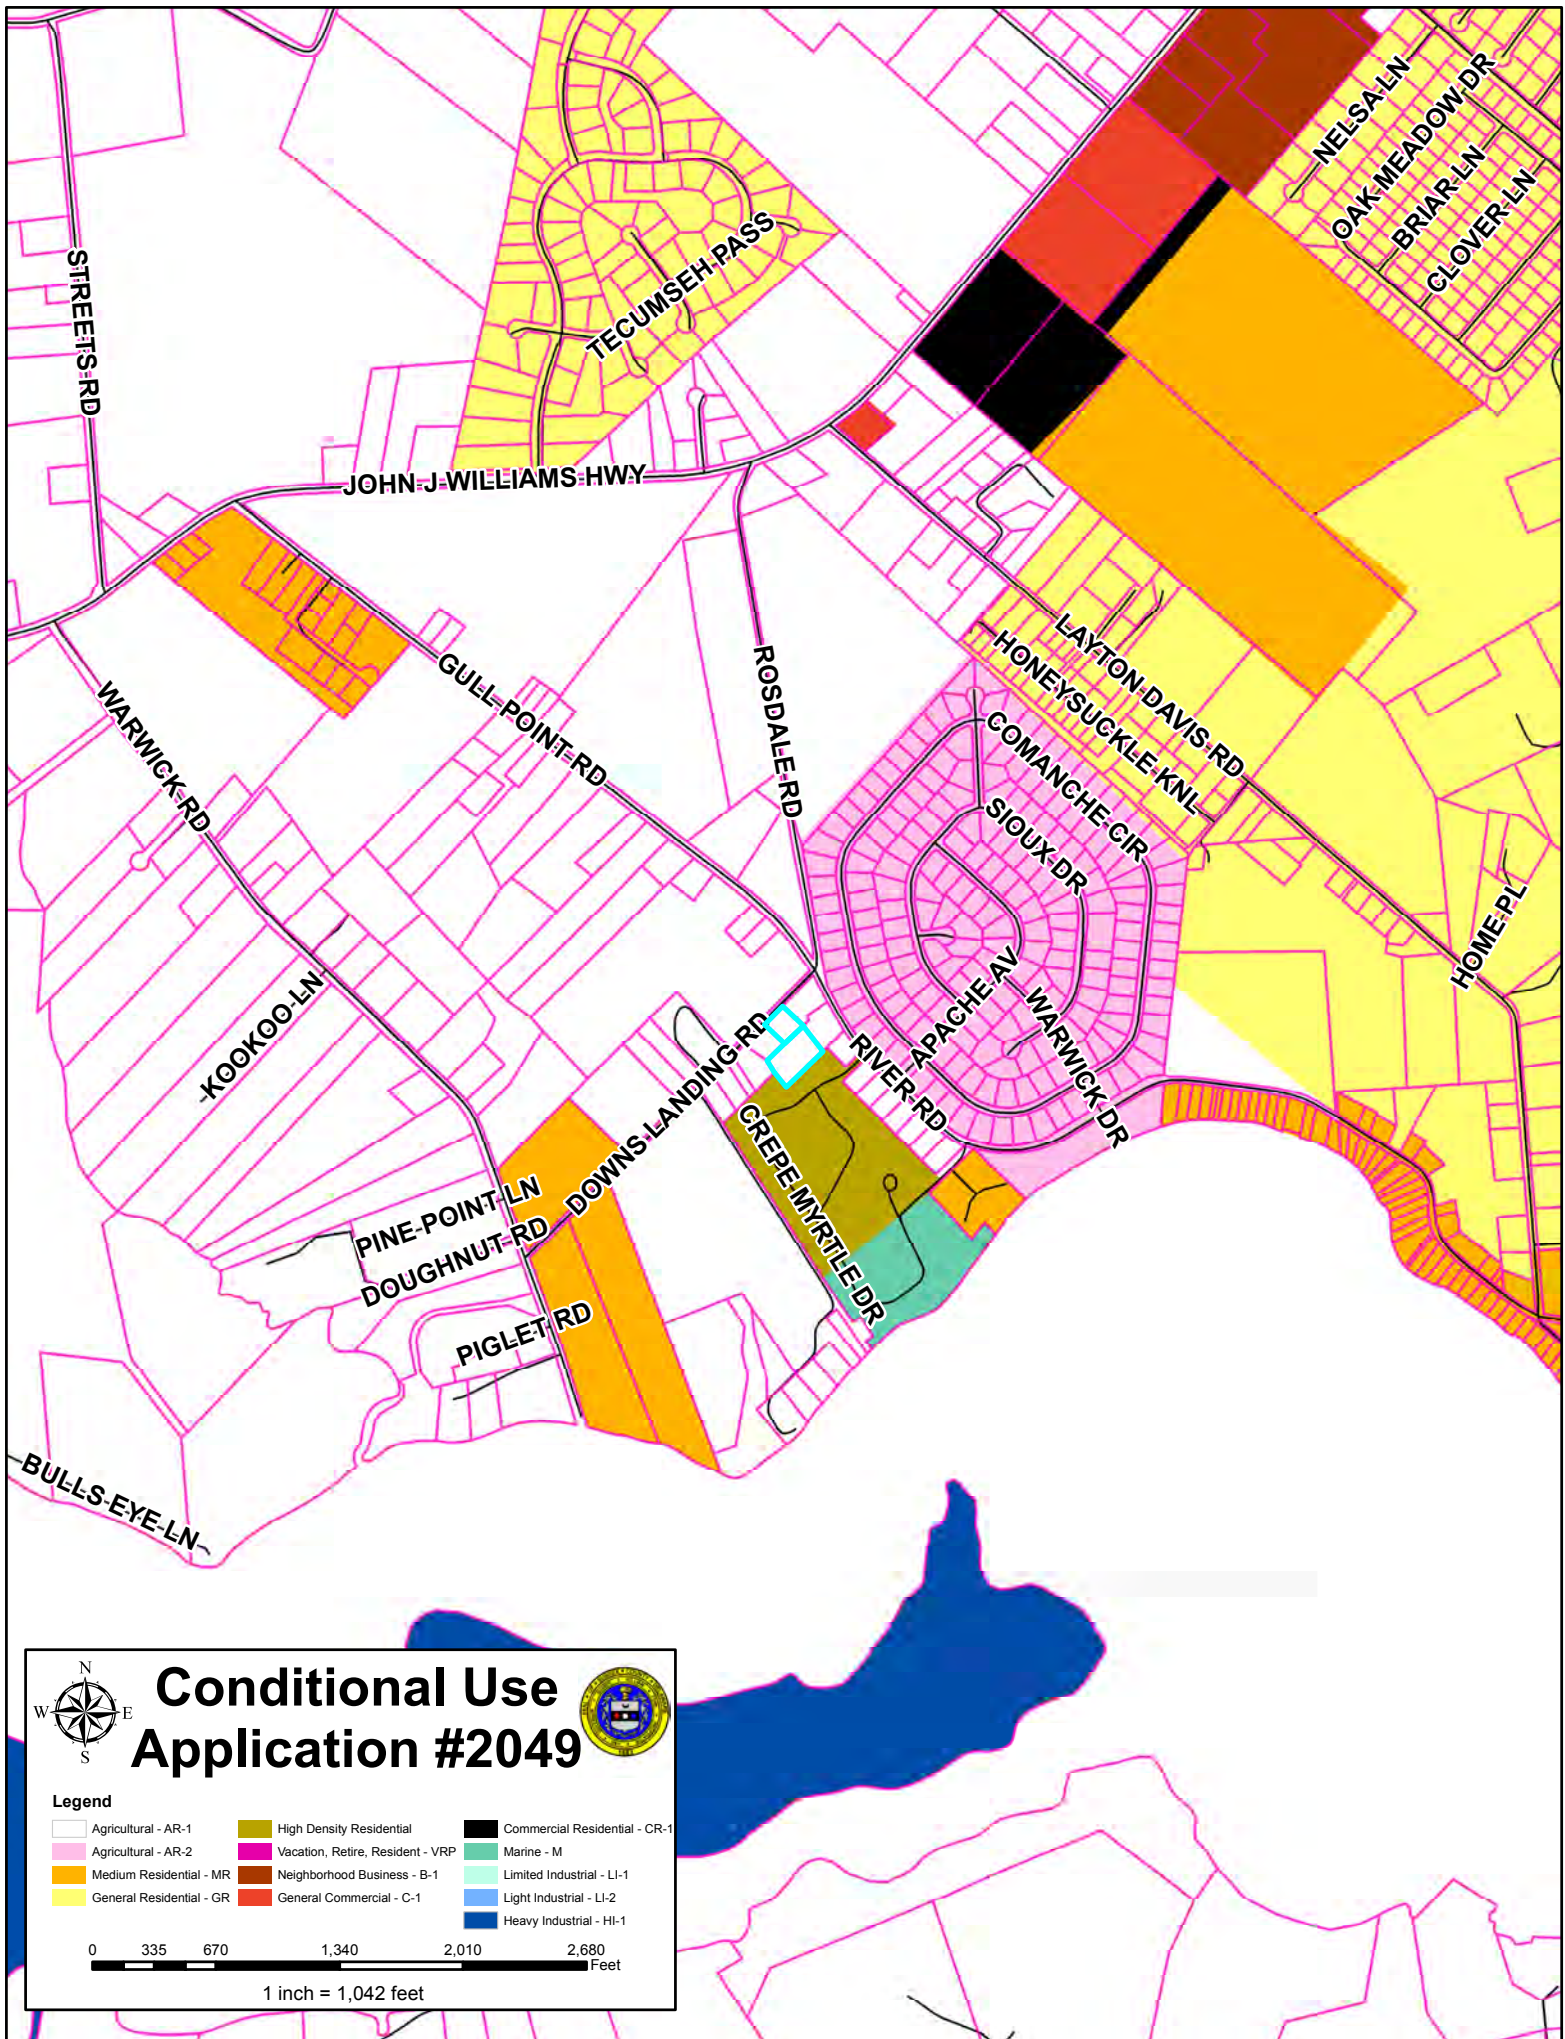 NELSA LN
OAK MEADOW DR
BRIAR LN
CLOVER LN
STREETS RD
TECUMSEH PASS
JOHN J WILLIAMS HWY
LAYTON DAVIS RD
HONEYSUCKLE KNL
ROSDALE RD
GULL POINT RD
WARWICK RD
COMANCHE CIR
SIOUX DR
HOME PL
KOOKOO LN
APACHE AV
WARWICK DR
RIVER RD
DOWNS LANDING RD
CREPE MYRTLE DR
PINE POINT LN
DOUGHNUT RD
PIGLET RD
BULLS EYE LN
N
W
E
S
Conditional Use
Application #2049
Legend
Agricultural - AR-1
Agricultural - AR-2
Medium Residential - MR
General Residential - GR
High Density Residential
Vacation, Retire, Resident - VRP
Neighborhood Business - B-1
General Commercial - C-1
Commercial Residential - CR-1
Marine - M
Limited Industrial - LI-1
Light Industrial - LI-2
Heavy Industrial - HI-1
0 335 670 1,340 2,010 2,680
Feet
1 inch = 1,042 feet